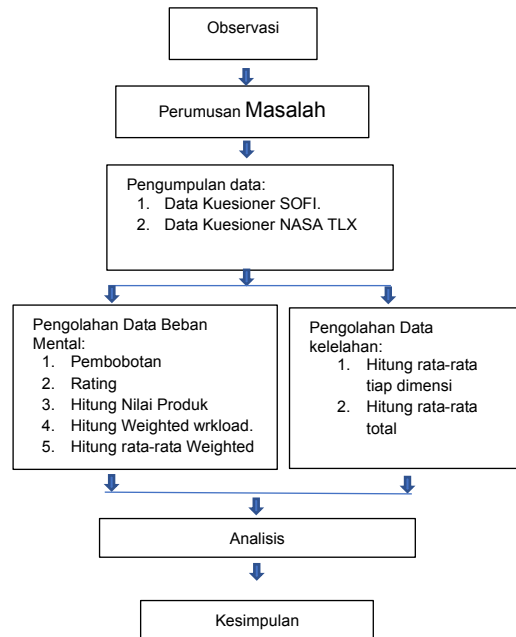 Observasi
Perumusan Masalah
Pengumpulan data:
1. Data Kuesioner SOFI.
2. Data Kuesioner NASA TLX
Pengolahan Data Beban
Mental:
1. Pembobotan
2. Rating
3. Hitung Nilai Produk
4. Hitung Weighted wrkload.
5. Hitung rata-rata Weighted
Pengolahan Data
kelelahan:
1. Hitung rata-rata
tiap dimensi
2. Hitung rata-rata
total
Analisis
Kesimpulan